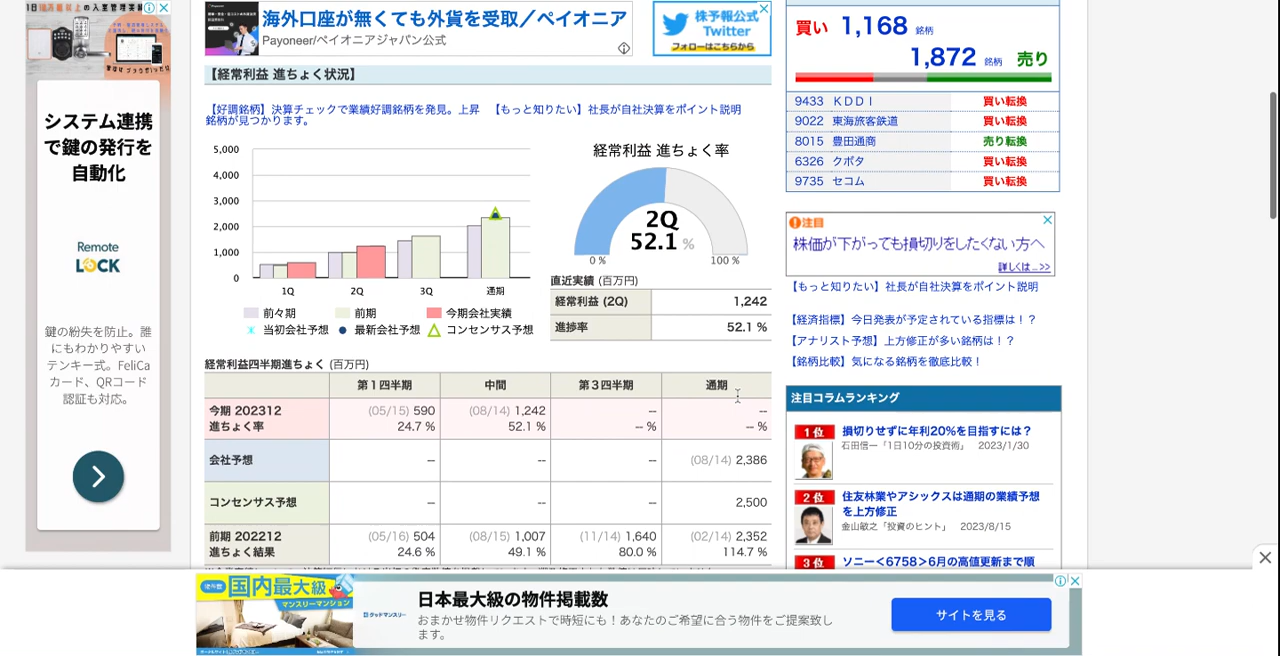 システム連携
で鍵の発行を
自動化
Remote
LOCK
鍵の紛失を防止。誰
にもわかりやすい
テンキー式。FeliCa
カード、QRコード
認証も対応。
海外口座が無くても外貨を受取／ペイオニア
Payoneer/ペイオニアジャパン公式
株予報公式
Twitter
フォローはこちらから
【経常利益 進ちょく状況】
【好調銘柄】決算チェックで業績好調銘柄を発見。上昇
銘柄が見つかります。
【もっと知りたい】社長が自社決算をポイント説明
5,000
4,000
3,000
2,000
1,000
0
1Q
2Q
3Q
通期
前々期
前期
今期会社実績
当初会社予想
最新会社予想
コンセンサス予想
経常利益 進ちょく率
2Q
52.1 %
0 %
100 %
直近実績 (百万円)
経常利益 (2Q) 1,242
進捗率 52.1 %
経常利益四半期進ちょく (百万円)
第１四半期 中間 第３四半期 通期
今期 202312 (05/15) 590 (08/14) 1,242 -- --
進ちょく率 24.7 % 52.1 % -- % -- %
会社予想 -- -- -- (08/14) 2,386
コンセンサス予想 -- -- -- 2,500
前期 202212 (05/16) 504 (08/15) 1,007 (11/14) 1,640 (02/14) 2,352
進ちょく結果 24.6 % 49.1 % 80.0 % 114.7 %
買い 1,168 銘柄
1,872 銘柄 売り
9433 ＫＤＤＩ 買い転換
9022 東海旅客鉄道 買い転換
8015 豊田通商 売り転換
6326 クボタ 買い転換
9735 セコム 買い転換
注目
株価が下がっても損切りをしたくない方へ
詳しくは...>>
【もっと知りたい】社長が自社決算をポイント説明
【経済指標】今日発表が予定されている指標は！？
【アナリスト予想】上方修正が多い銘柄は！？
【銘柄比較】気になる銘柄を徹底比較！
注目コラムランキング
1 位
損切りせずに年利20%を目指すには？
石田信一「1日10分の投資術」 2023/1/30
2 位
住友林業やアシックスは通期の業績予想
を上方修正
金山敏之「投資のヒント」 2023/8/15
3 位
ソニー<6758>6月の高値更新まで順
国内最大級
マンスリーマンション
グッドマンスリー
日本最大級の物件掲載数
おまかせ物件リクエストで時短にも！あなたのご希望に合う物件をご提案致し
ます。
サイトを見る